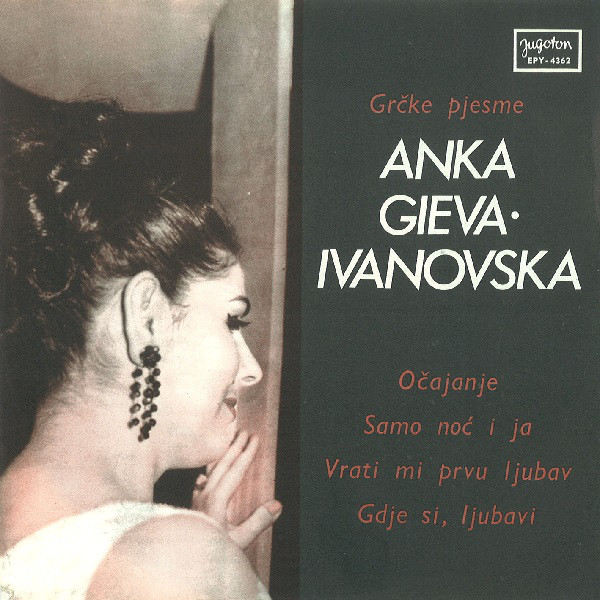 jugoton
EPY-4362
Grčke pjesme
ANKA
GIEVA-
IVANOVSKA
Očajanje
Samo noć i ja
Vrati mi prvu ljubav
Gdje si, ljubavi